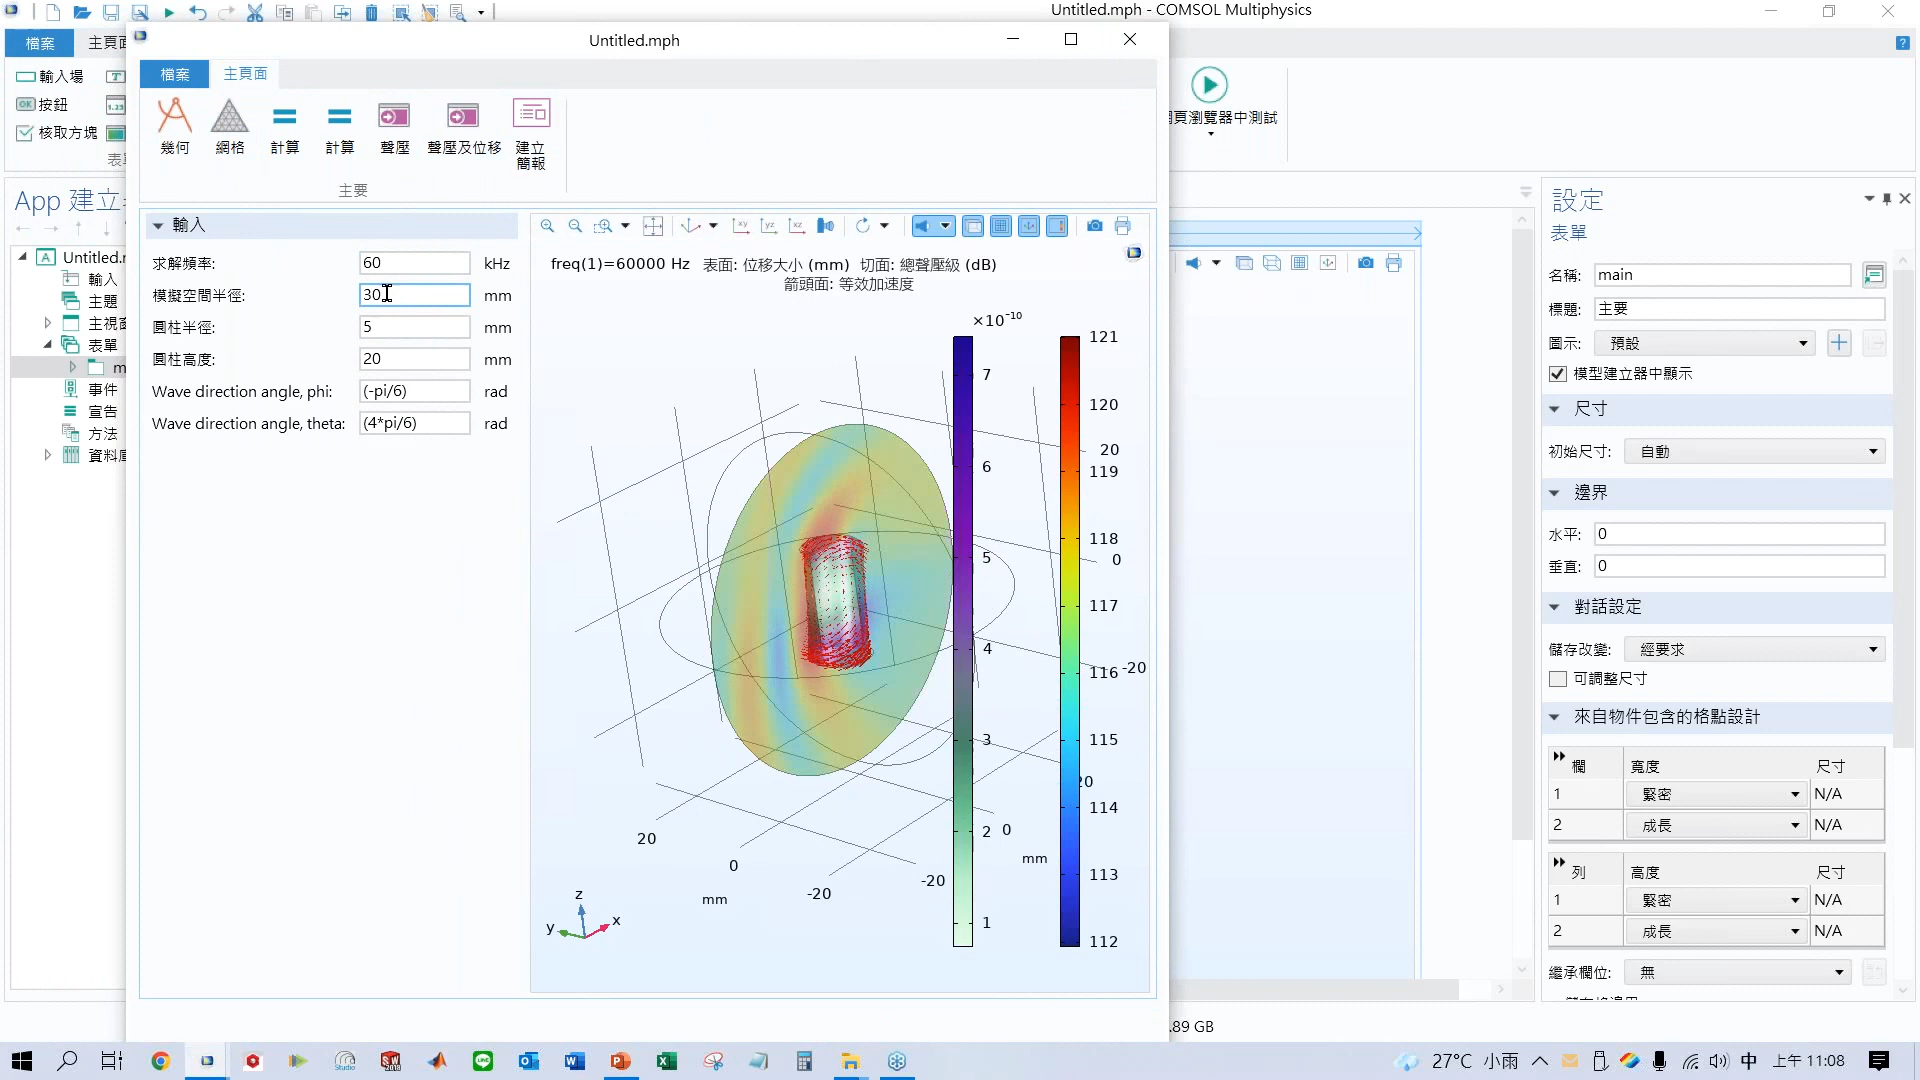 Untitled.mph - COMSOL Multiphysics
檔案
輸入場
按鈕
核取方塊
App 建立
輸入
主題
表單
事件
宣告
方法
Untitled.mph
檔案 主頁面
幾何 網格 計算 計算 聲壓 聲壓及位移 建立簡報
主要
輸入
求解頻率: 60 kHz
模擬空間半徑: 30 mm
圓柱半徑: 5 mm
圓柱高度: 20 mm
Wave direction angle, phi: (-pi/6) rad
Wave direction angle, theta: (4*pi/6) rad
freq(1)=60000 Hz 表面: 位移大小 (mm) 切面: 總聲壓級 (dB)
箭頭面: 等效加速度
×10⁻¹⁰
7
6
5
4
3
2
1
121
120
119
118
117
116
115
114
113
112
20
0
-20
20
0
-20
mm
0
-20
mm
z
y
x
頁瀏覽器中測試
設定
表單
名稱: main
標題: 主要
圖示: 預設
模型建立器中顯示
尺寸
初始尺寸: 自動
邊界
水平: 0
垂直: 0
對話設定
儲存改變: 經要求
可調整尺寸
來自物件包含的格點設計
欄 寬度 尺寸
1 緊密 N/A
2 成長 N/A
列 高度 尺寸
1 緊密 N/A
2 成長 N/A
繼承欄位: 無
.89 GB
27°C 小雨
中
上午 11:08